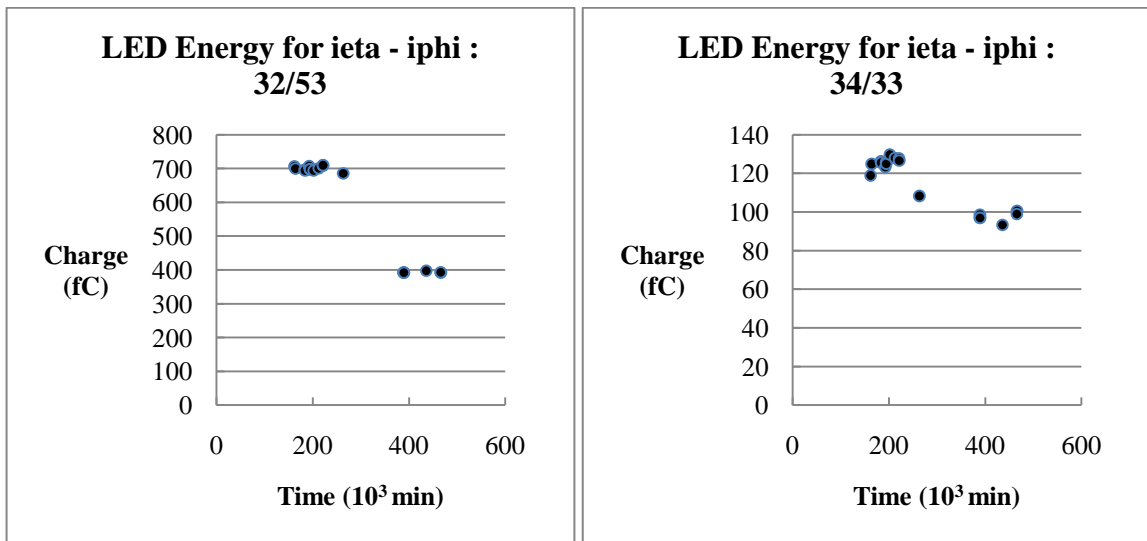 LED Energy for ieta - iphi :
32/53
800
700
600
500
400
300
200
100
0
Charge
(fC)
0 200 400 600
Time (10³ min)
LED Energy for ieta - iphi :
34/33
140
120
100
80
60
40
20
0
Charge
(fC)
0 200 400 600
Time (10³ min)